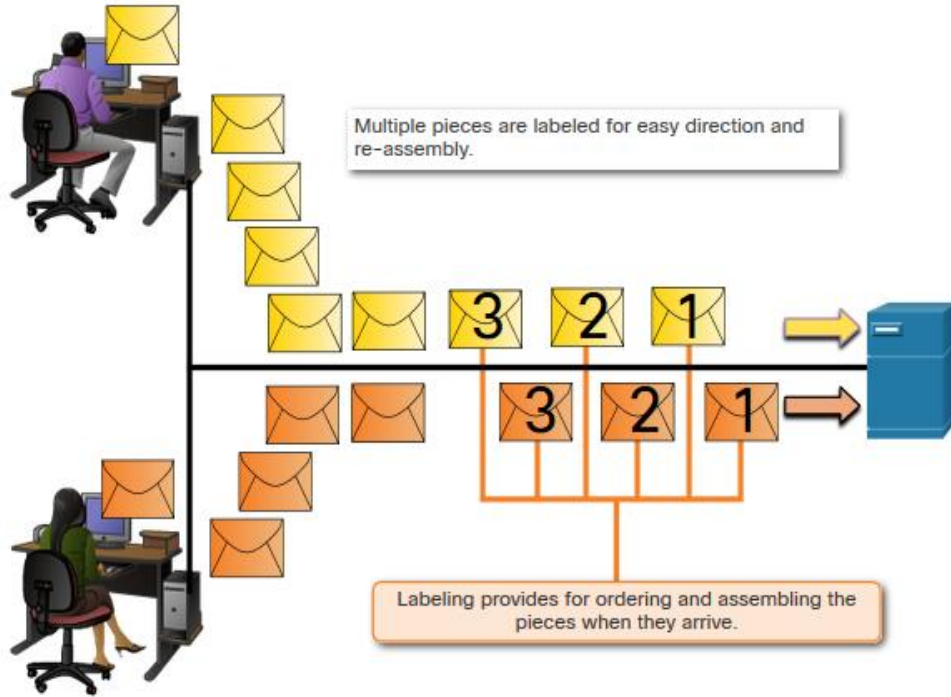 Multiple pieces are labeled for easy direction and
re-assembly.
3 2 1
3 2 1
Labeling provides for ordering and assembling the
pieces when they arrive.